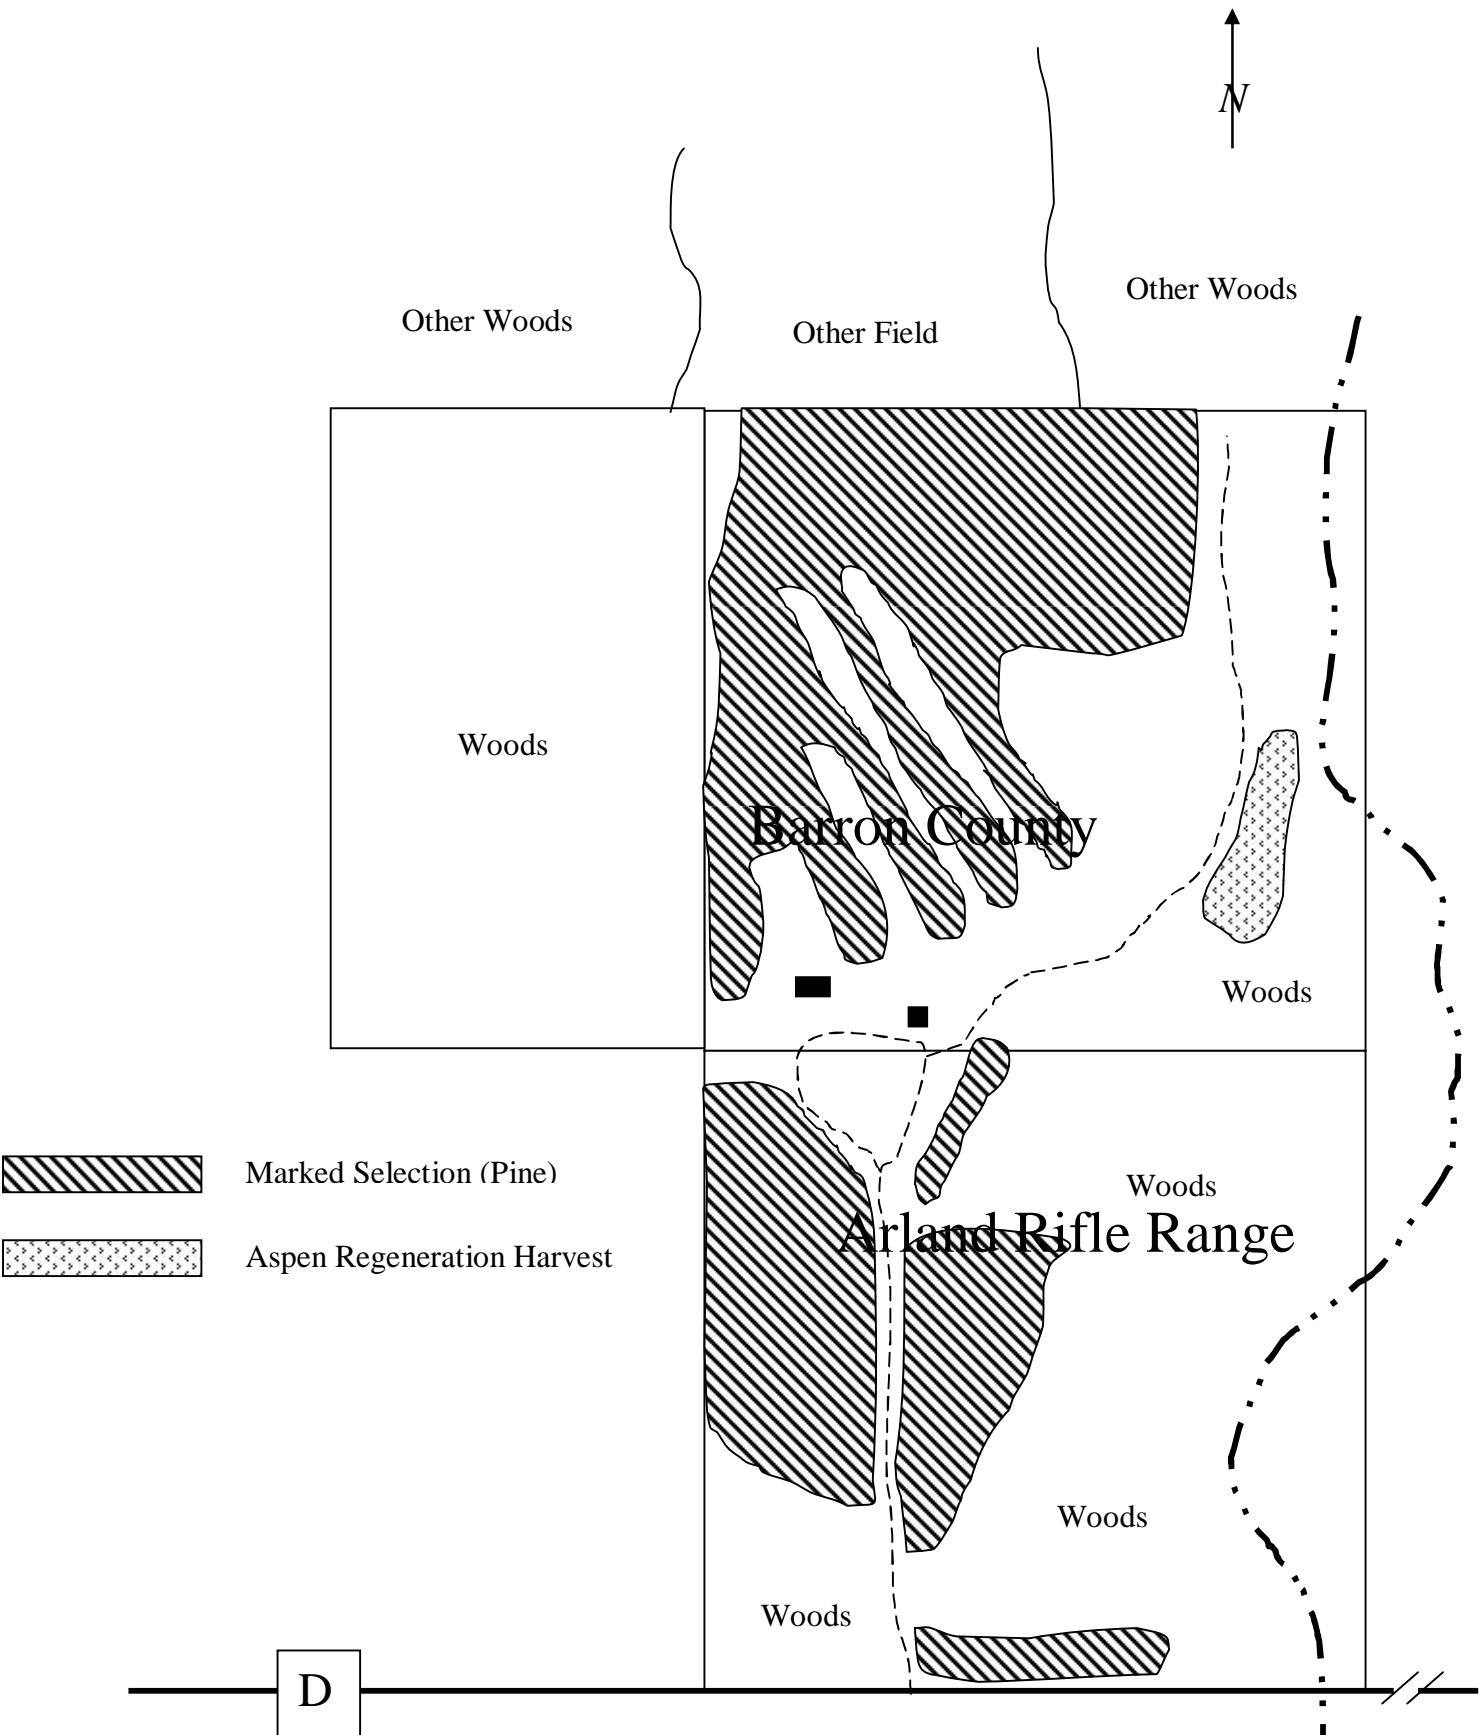 N
Other Woods
Other Woods
Other Field
Woods
Barron County
Woods
Marked Selection (Pine)
Woods
Arland Rifle Range
Aspen Regeneration Harvest
Woods
Woods
D